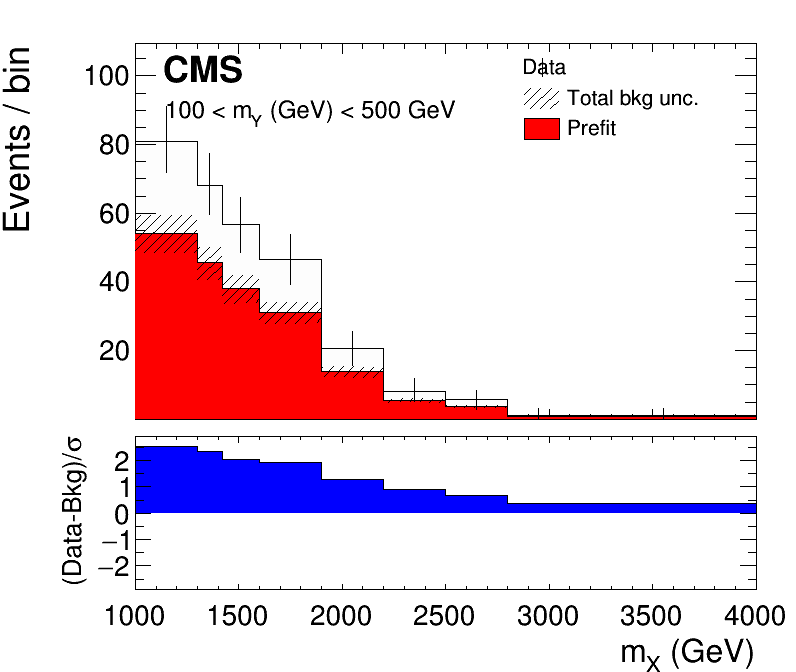 Events / bin
CMS
100 < mY (GeV) < 500 GeV
Data
Total bkg unc.
Prefit
100
80
60
40
20
(Data-Bkg)/σ
2
1
0
−1
−2
1000 1500 2000 2500 3000 3500 4000
mX (GeV)